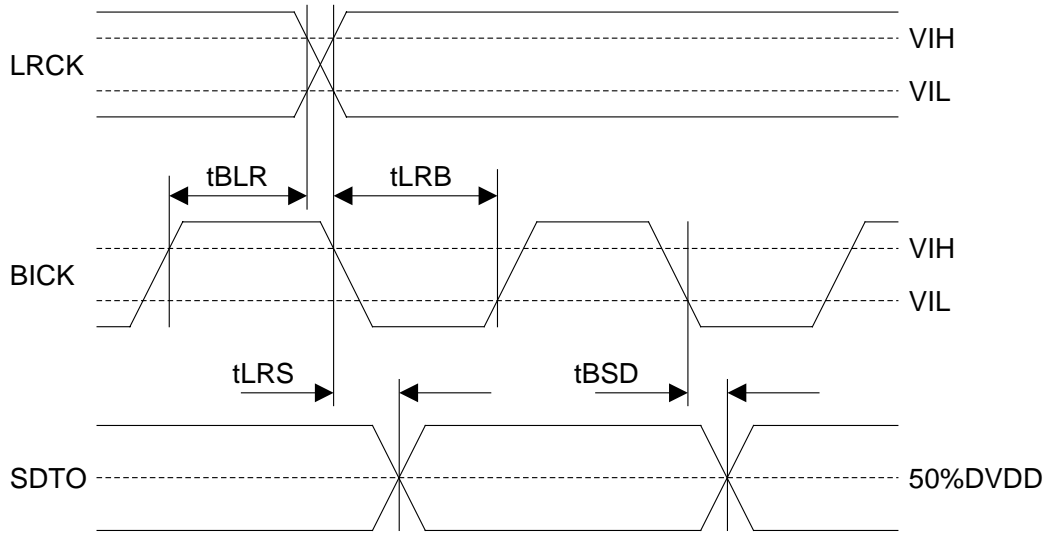 VIH
LRCK
VIL
tBLR
tLRB
VIH
BICK
VIL
tLRS
tBSD
SDTO
50%DVDD